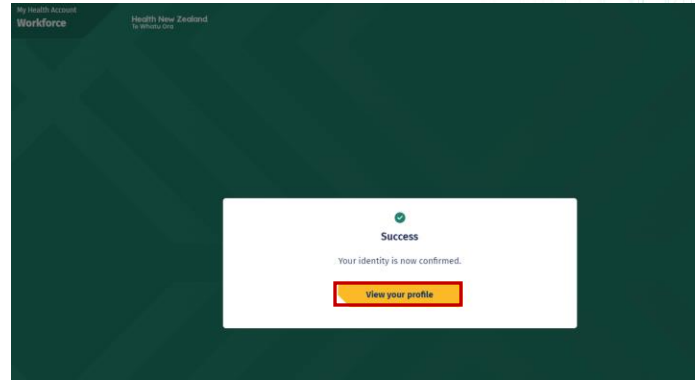 My Health Account
Workforce
Health New Zealand
Te Whatu Ora
Success
Your identity is now confirmed.
View your profile